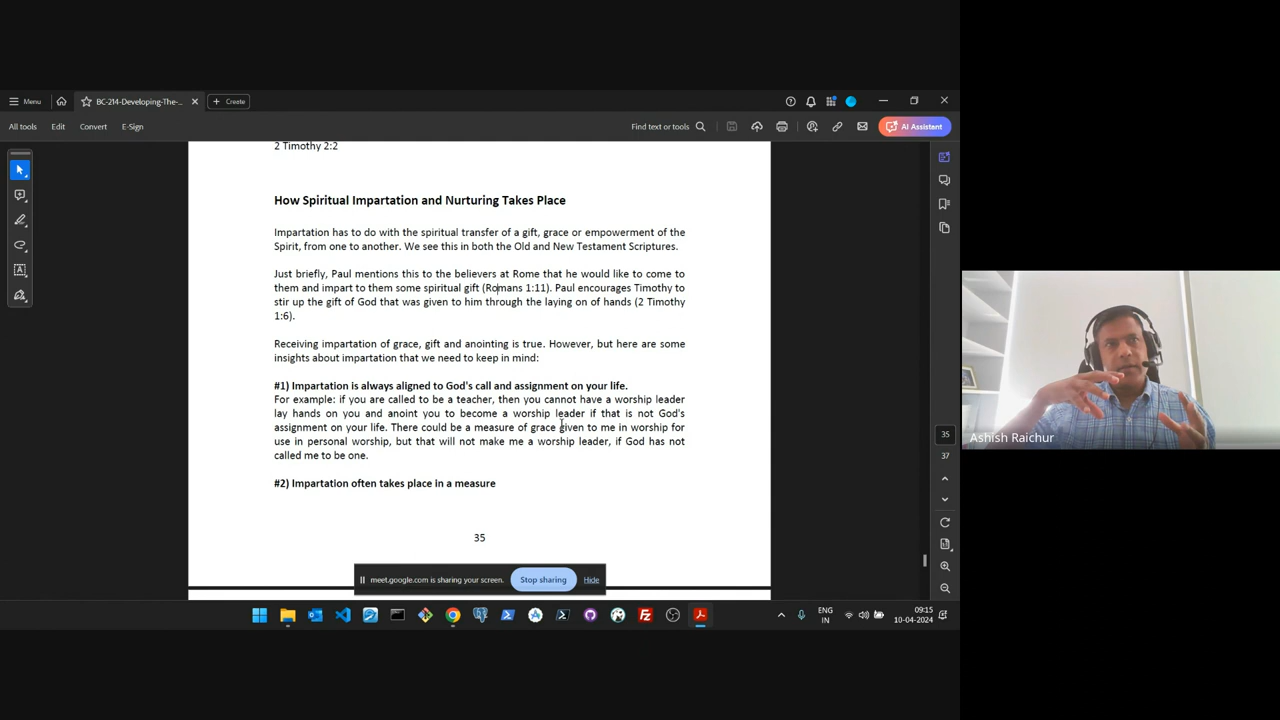 Menu
BC-214-Developing-The-...
Create
All tools
Edit
Convert
E-Sign
Find text or tools
AI Assistant
2 Timothy 2:2
How Spiritual Impartation and Nurturing Takes Place
Impartation has to do with the spiritual transfer of a gift, grace or empowerment of the
Spirit, from one to another. We see this in both the Old and New Testament Scriptures.
Just briefly, Paul mentions this to the believers at Rome that he would like to come to
them and impart to them some spiritual gift (Romans 1:11). Paul encourages Timothy to
stir up the gift of God that was given to him through the laying on of hands (2 Timothy
1:6).
Receiving impartation of grace, gift and anointing is true. However, but here are some
insights about impartation that we need to keep in mind:
#1) Impartation is always aligned to God's call and assignment on your life.
For example: if you are called to be a teacher, then you cannot have a worship leader
lay hands on you and anoint you to become a worship leader if that is not God's
assignment on your life. There could be a measure of grace given to me in worship for
use in personal worship, but that will not make me a worship leader, if God has not
called me to be one.
#2) Impartation often takes place in a measure
35
35
37
Ashish Raichur
meet.google.com is sharing your screen.
Stop sharing
Hide
ENG
IN
09:15
10-04-2024